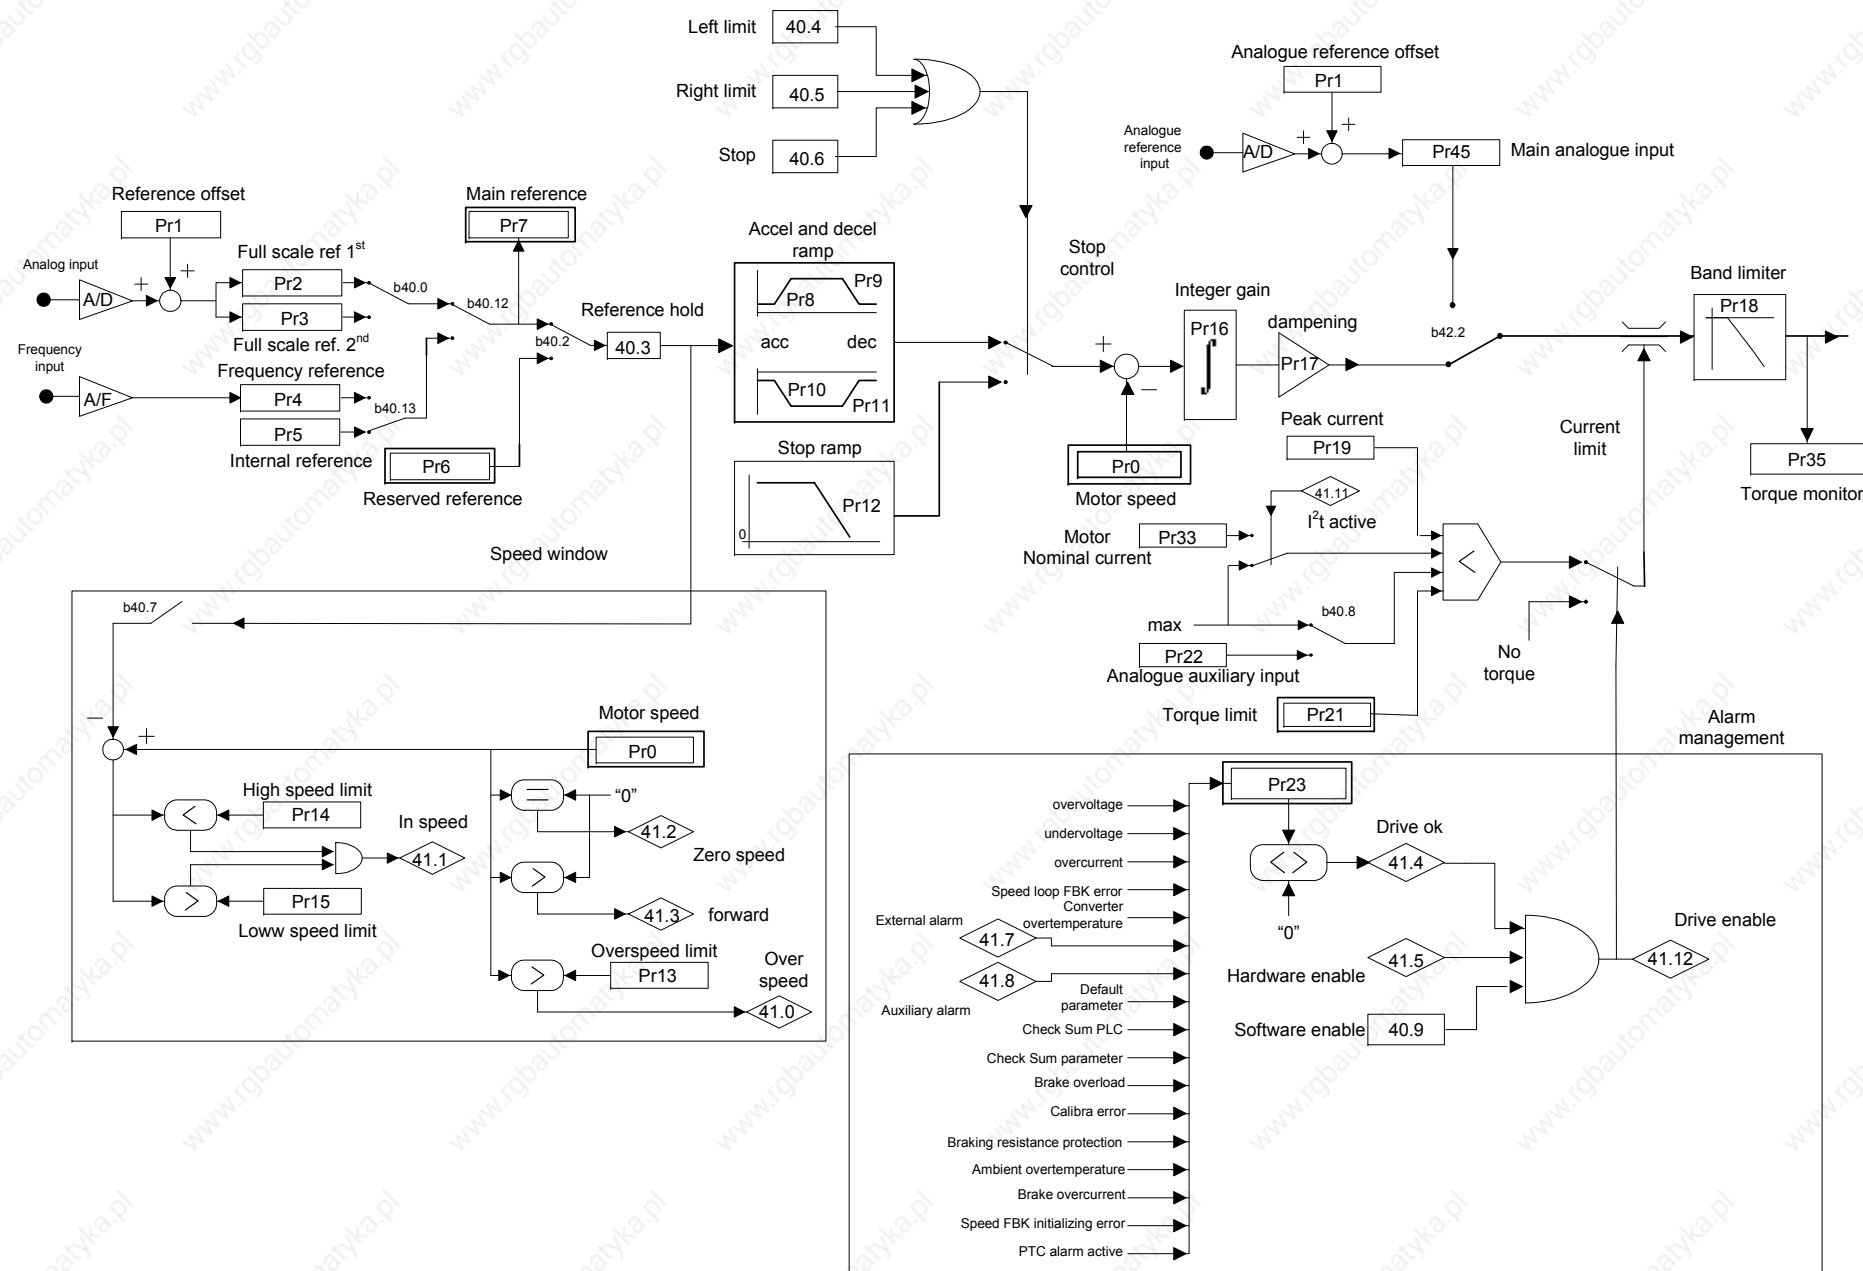 Left limit
40.4
Right limit
40.5
Stop
40.6
Analogue reference offset
Pr1
Analogue
reference
input
A/D
+
+
Pr45
Main analogue input
Reference offset
Pr1
Main reference
Pr7
Analog input
A/D
+
+
Full scale ref 1st
Pr2
Pr3
Full scale ref. 2nd
b40.0
b40.12
b40.2
Frequency
input
A/F
Frequency reference
Pr4
b40.13
Pr5
Internal reference
Pr6
Reserved reference
Reference hold
40.3
Accel and decel
ramp
Pr9
Pr8
acc
dec
Pr10
Pr11
Stop ramp
Pr12
0
Stop
control
+
−
Pr0
Motor speed
Integer gain
Pr16
∫
dampening
Pr17
b42.2
Band limiter
Pr18
Current
limit
Pr35
Torque monitor
Peak current
Pr19
41.11
I2t active
Motor
Nominal current
Pr33
<
max
b40.8
Pr22
Analogue auxiliary input
No
torque
Torque limit
Pr21
Speed window
b40.7
−
+
Motor speed
Pr0
High speed limit
<
Pr14
In speed
41.1
>
Pr15
Loww speed limit
=
“0”
41.2
Zero speed
>
41.3
forward
Overspeed limit
>
Pr13
Over
speed
41.0
Alarm
management
Pr23
overvoltage
undervoltage
overcurrent
Speed loop FBK error
Converter
overtemperature
External alarm
41.7
41.8
Auxiliary alarm
Default
parameter
Check Sum PLC
Check Sum parameter
Brake overload
Calibra error
Braking resistance protection
Ambient overtemperature
Brake overcurrent
Speed FBK initializing error
PTC alarm active
< >
“0”
Drive ok
41.4
Hardware enable
41.5
Software enable
40.9
Drive enable
41.12
www.rgbautomatyka.pl